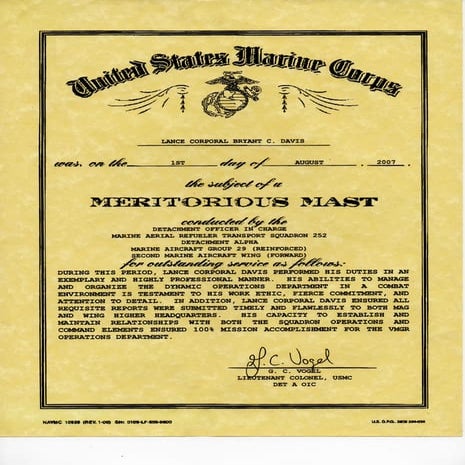 United States Marine Corps
LANCE CORPORAL BRYANT C. DAVIS
was, on the 1ST day of AUGUST , 2007 ,
the subject of a
MERITORIOUS MAST
conducted by the
DETACHMENT OFFICER IN CHARGE
MARINE AERIAL REFUELER TRANSPORT SQUADRON 252
DETACHMENT ALPHA
MARINE AIRCRAFT GROUP 29 (REINFORCED)
SECOND MARINE AIRCRAFT WING (FORWARD)
for outstanding service as follows:
DURING THIS PERIOD, LANCE CORPORAL DAVIS PERFORMED HIS DUTIES IN AN
EXEMPLARY AND HIGHLY PROFESSIONAL MANNER. HIS ABILITIES TO MANAGE
AND ORGANIZE THE DYNAMIC OPERATIONS DEPARTMENT IN A COMBAT
ENVIRONMENT IS TESTAMENT TO HIS WORK ETHIC, FIERCE COMMITMENT, AND
ATTENTION TO DETAIL. IN ADDITION, LANCE CORPORAL DAVIS ENSURED ALL
REQUISITE REPORTS WERE SUBMITTED TIMELY AND FLAWLESSLY TO BOTH MAG
AND WING HIGHER HEADQUARTERS. HIS CAPACITY TO ESTABLISH AND
MAINTAIN RELATIONSHIPS WITH BOTH THE SQUADRON OPERATIONS AND
COMMAND ELEMENTS ENSURED 100% MISSION ACCOMPLISHMENT FOR THE VMGR
OPERATIONS DEPARTMENT.
G. C. Vogel
G. C. VOGEL
LIEUTENANT COLONEL, USMC
DET A OIC
NAVMC (REV. 1-06) S/N:
U.S. G.P.O.